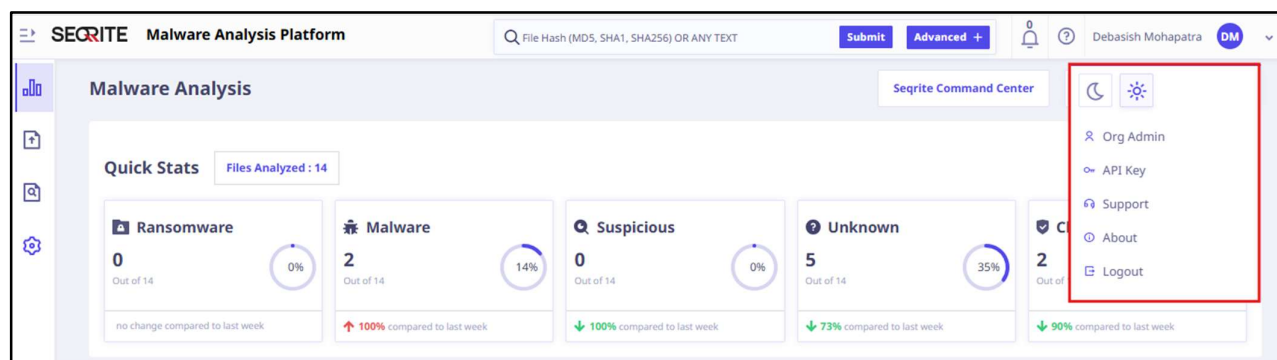 SEQRITE Malware Analysis Platform
File Hash (MD5, SHA1, SHA256) OR ANY TEXT
Submit
Advanced +
0
Debasish Mohapatra
DM
Malware Analysis
Seqrite Command Center
Org Admin
API Key
Support
About
Logout
Quick Stats
Files Analyzed : 14
Ransomware
0
Out of 14
0%
no change compared to last week
Malware
2
Out of 14
14%
100% compared to last week
Suspicious
0
Out of 14
0%
100% compared to last week
Unknown
5
Out of 14
35%
73% compared to last week
2
Out of
90% compared to last week